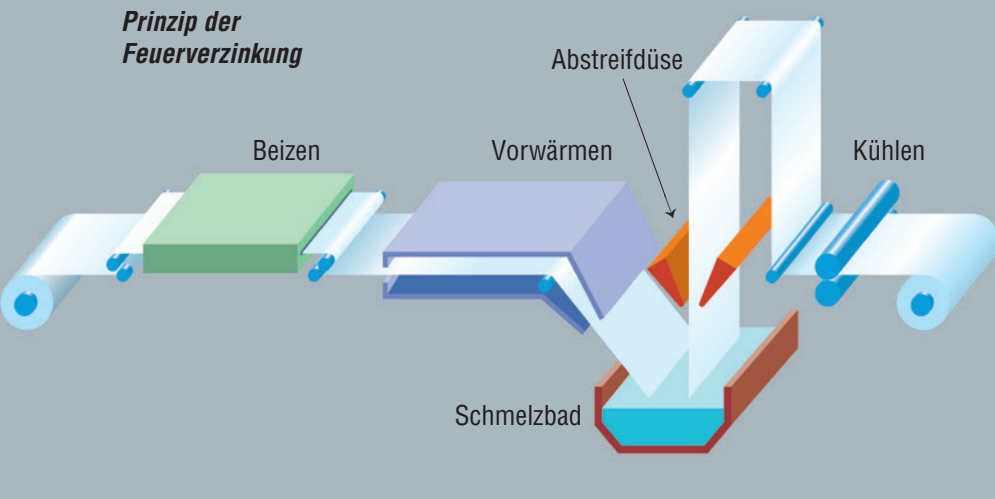 Prinzip der
Feuerverzinkung
Abstreifdüse
Beizen
Vorwärmen
Kühlen
Schmelzbad